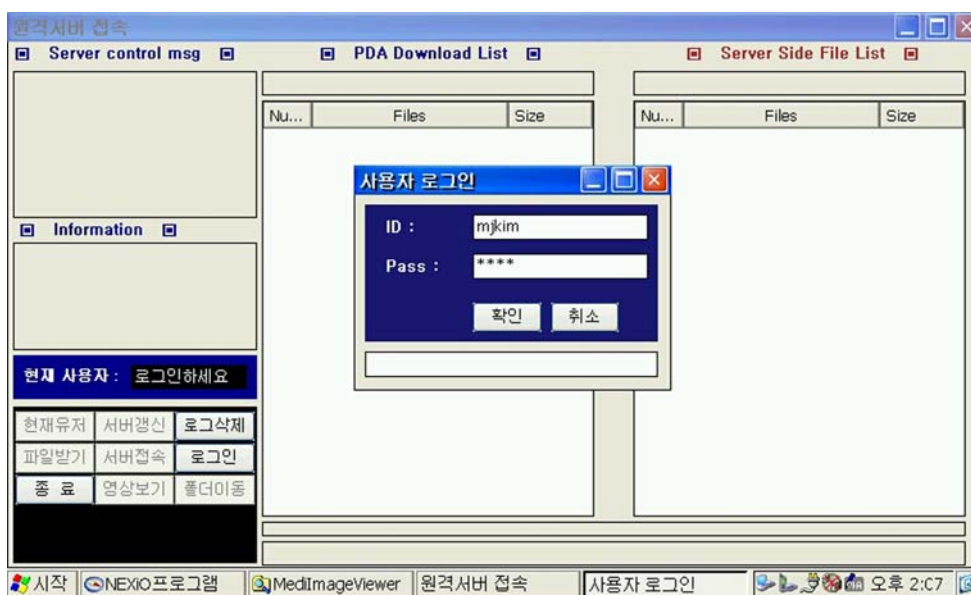 원격서버 접속
Server control msg
PDA Download List
Server Side File List
Nu... Files Size
Nu... Files Size
사용자 로그인
ID :
mjkim
Pass :
****
확인 취소
Information
현재 사용자 : 로그인하세요
현재유저 서버갱신 로그삭제
파일받기 서버접속 로그인
종 료 영상보기 폴더이동
시작 NEXiO프로그램 MediImageViewer 원격서버 접속 사용자 로그인 오후 2:C7